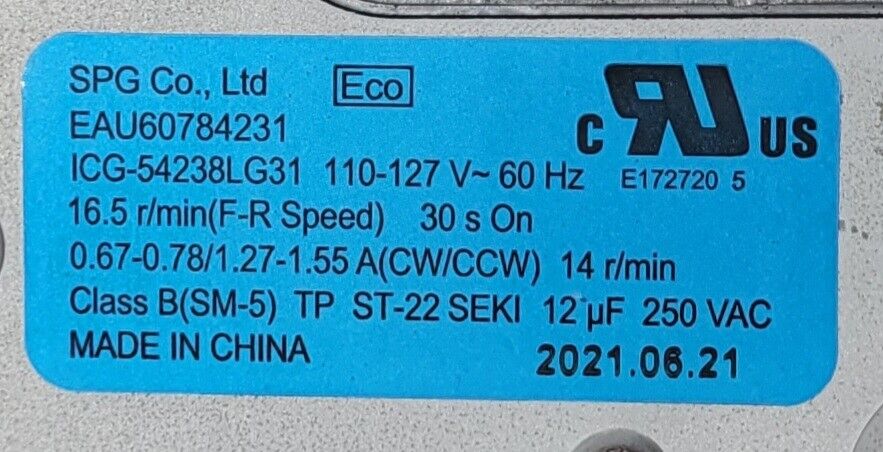 SPG Co., Ltd Eco
EAU60784231
C RU US
ICG-54238LG31 110-127 V~ 60 Hz E172720 5
16.5 r/min(F-R Speed) 30 s On
0.67-0.78/1.27-1.55 A(CW/CCW) 14 r/min
Class B(SM-5) TP ST-22 SEKI 12 µF 250 VAC
MADE IN CHINA 2021.06.21